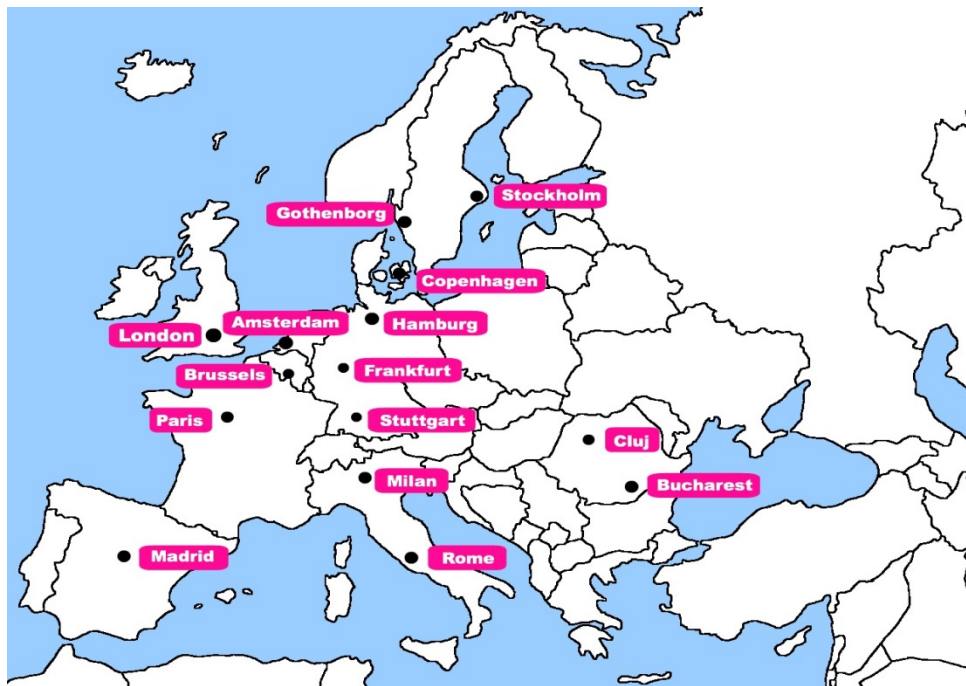 Stockholm
Gothenborg
Copenhagen
Amsterdam
Hamburg
London
Brussels
Frankfurt
Paris
Stuttgart
Cluj
Milan
Bucharest
Madrid
Rome